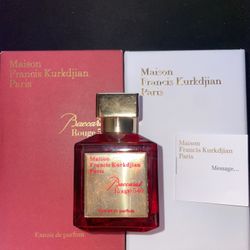 Maison
Francis Kurkdjian
Paris
Baccarat
Rouge 540
Extrait de parfum
Maison
Francis Kurkdjian
Paris
Maison
Francis Kurkdjian
Paris
Baccarat
Rouge 540
Extrait de parfum
Maison
Francis Kurkdjian
Paris
Message...